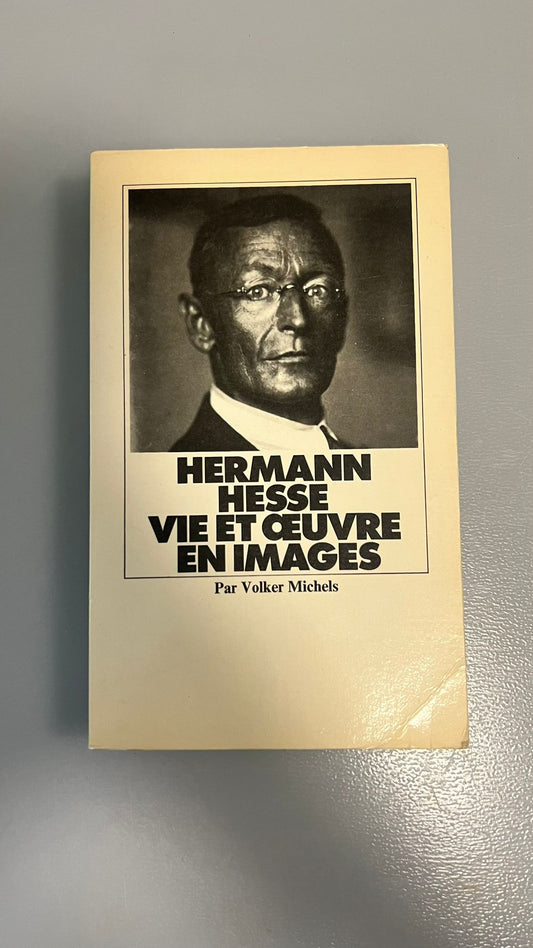 HERMANN
HESSE
VIE ET ŒUVRE
EN IMAGES
Par Volker Michels